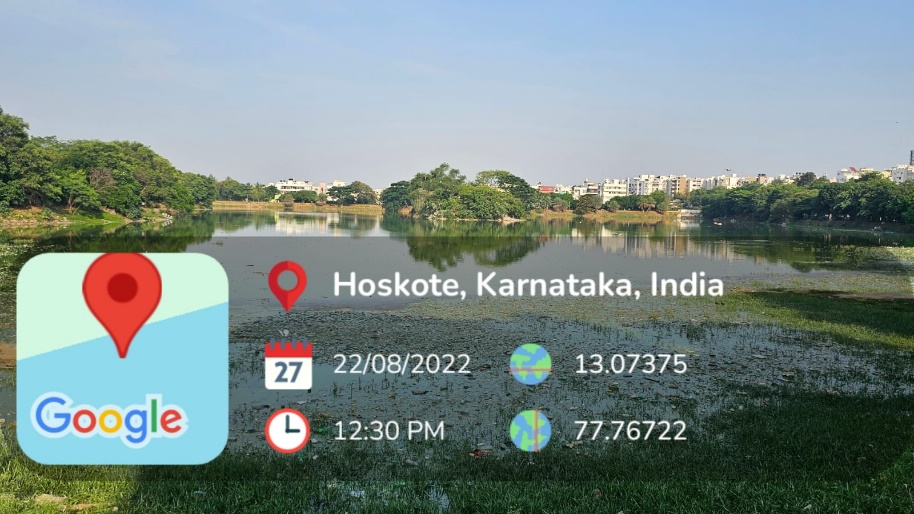 Hoskote, Karnataka, India
27
22/08/2022
13.07375
Google
12:30 PM
77.76722